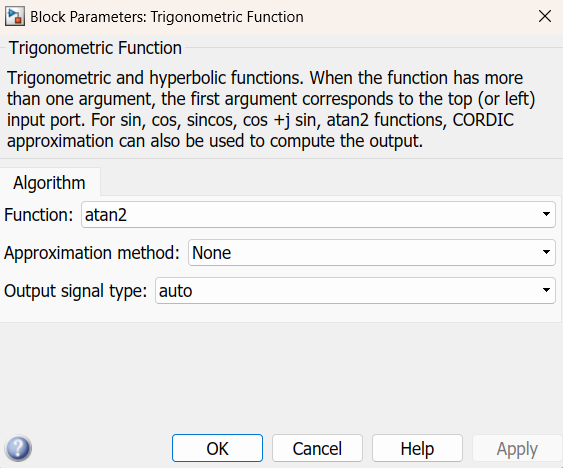 Block Parameters: Trigonometric Function
Trigonometric Function
Trigonometric and hyperbolic functions. When the function has more
than one argument, the first argument corresponds to the top (or left)
input port. For sin, cos, sincos, cos +j sin, atan2 functions, CORDIC
approximation can also be used to compute the output.
Algorithm
Function: atan2
Approximation method: None
Output signal type: auto
? OK Cancel Help Apply